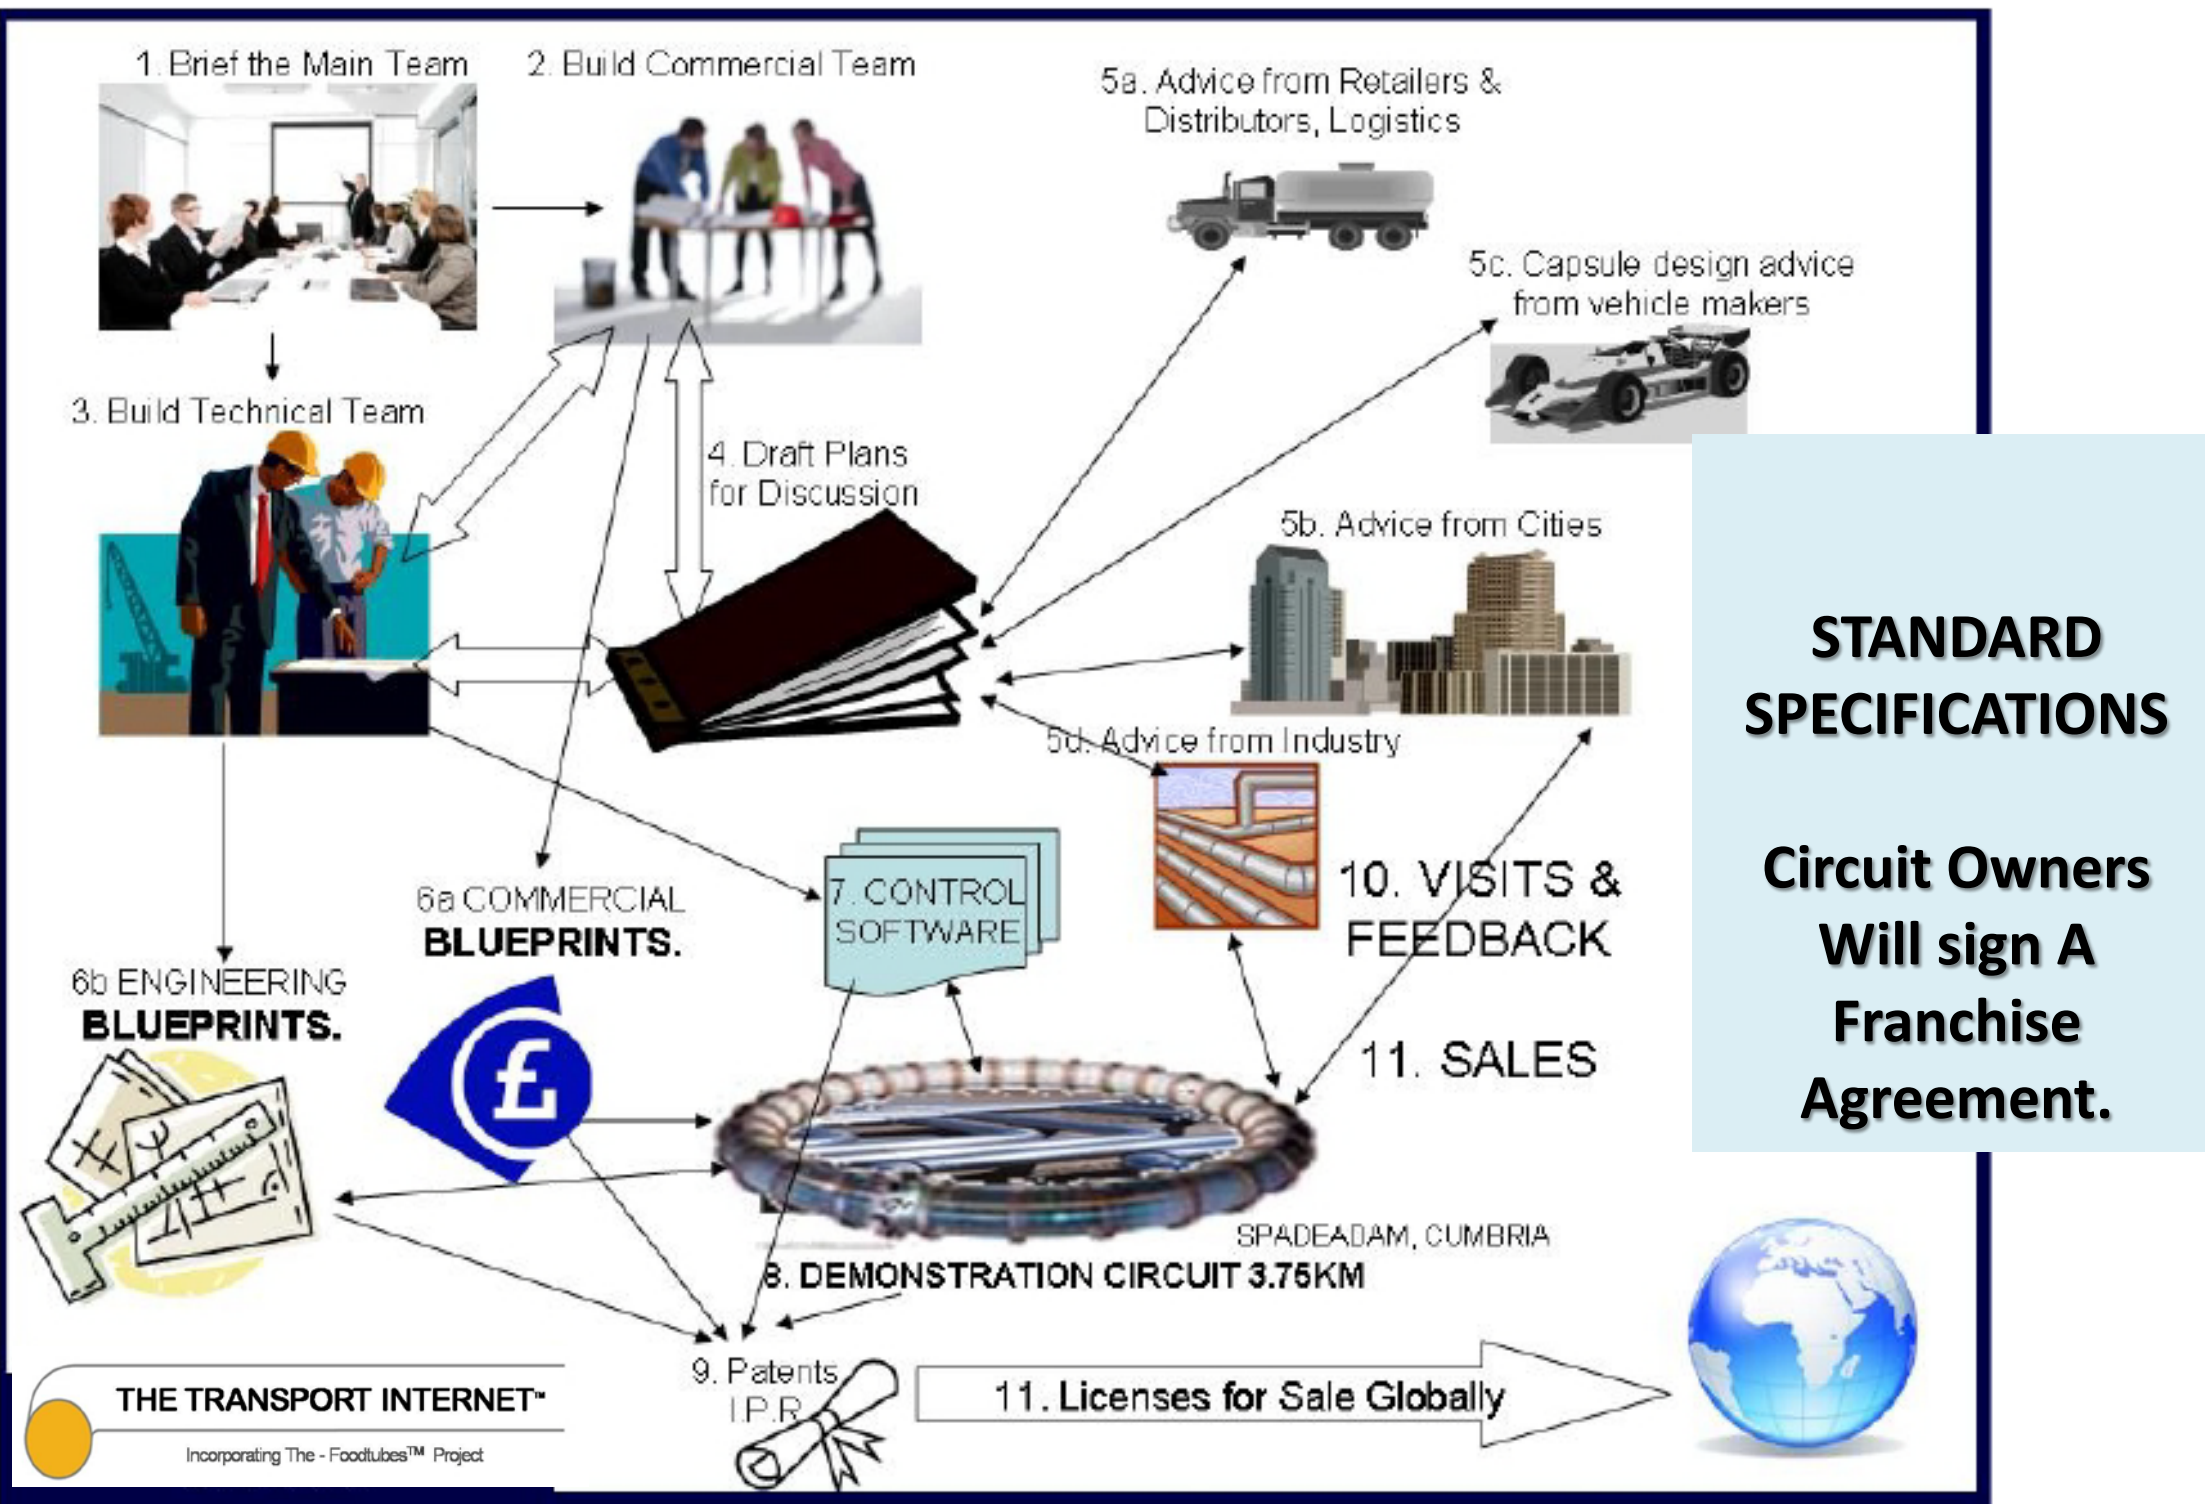 1. Brief the Main Team
2. Build Commercial Team
5a. Advice from Retailers &
Distributors, Logistics
5c. Capsule design advice
from vehicle makers
3. Build Technical Team
4. Draft Plans
for Discussion
5b. Advice from Cities
5d. Advice from Industry
STANDARD
SPECIFICATIONS
Circuit Owners
Will sign A
Franchise
Agreement.
6a COMMERCIAL
BLUEPRINTS.
7. CONTROL
SOFTWARE
10. VISITS &
FEEDBACK
6b ENGINEERING
BLUEPRINTS.
£
11. SALES
SPADEADAM, CUMBRIA
8. DEMONSTRATION CIRCUIT 3.75KM
9. Patents
I.P.R
11. Licenses for Sale Globally
THE TRANSPORT INTERNET™
Incorporating The - Foodtubes™ Project